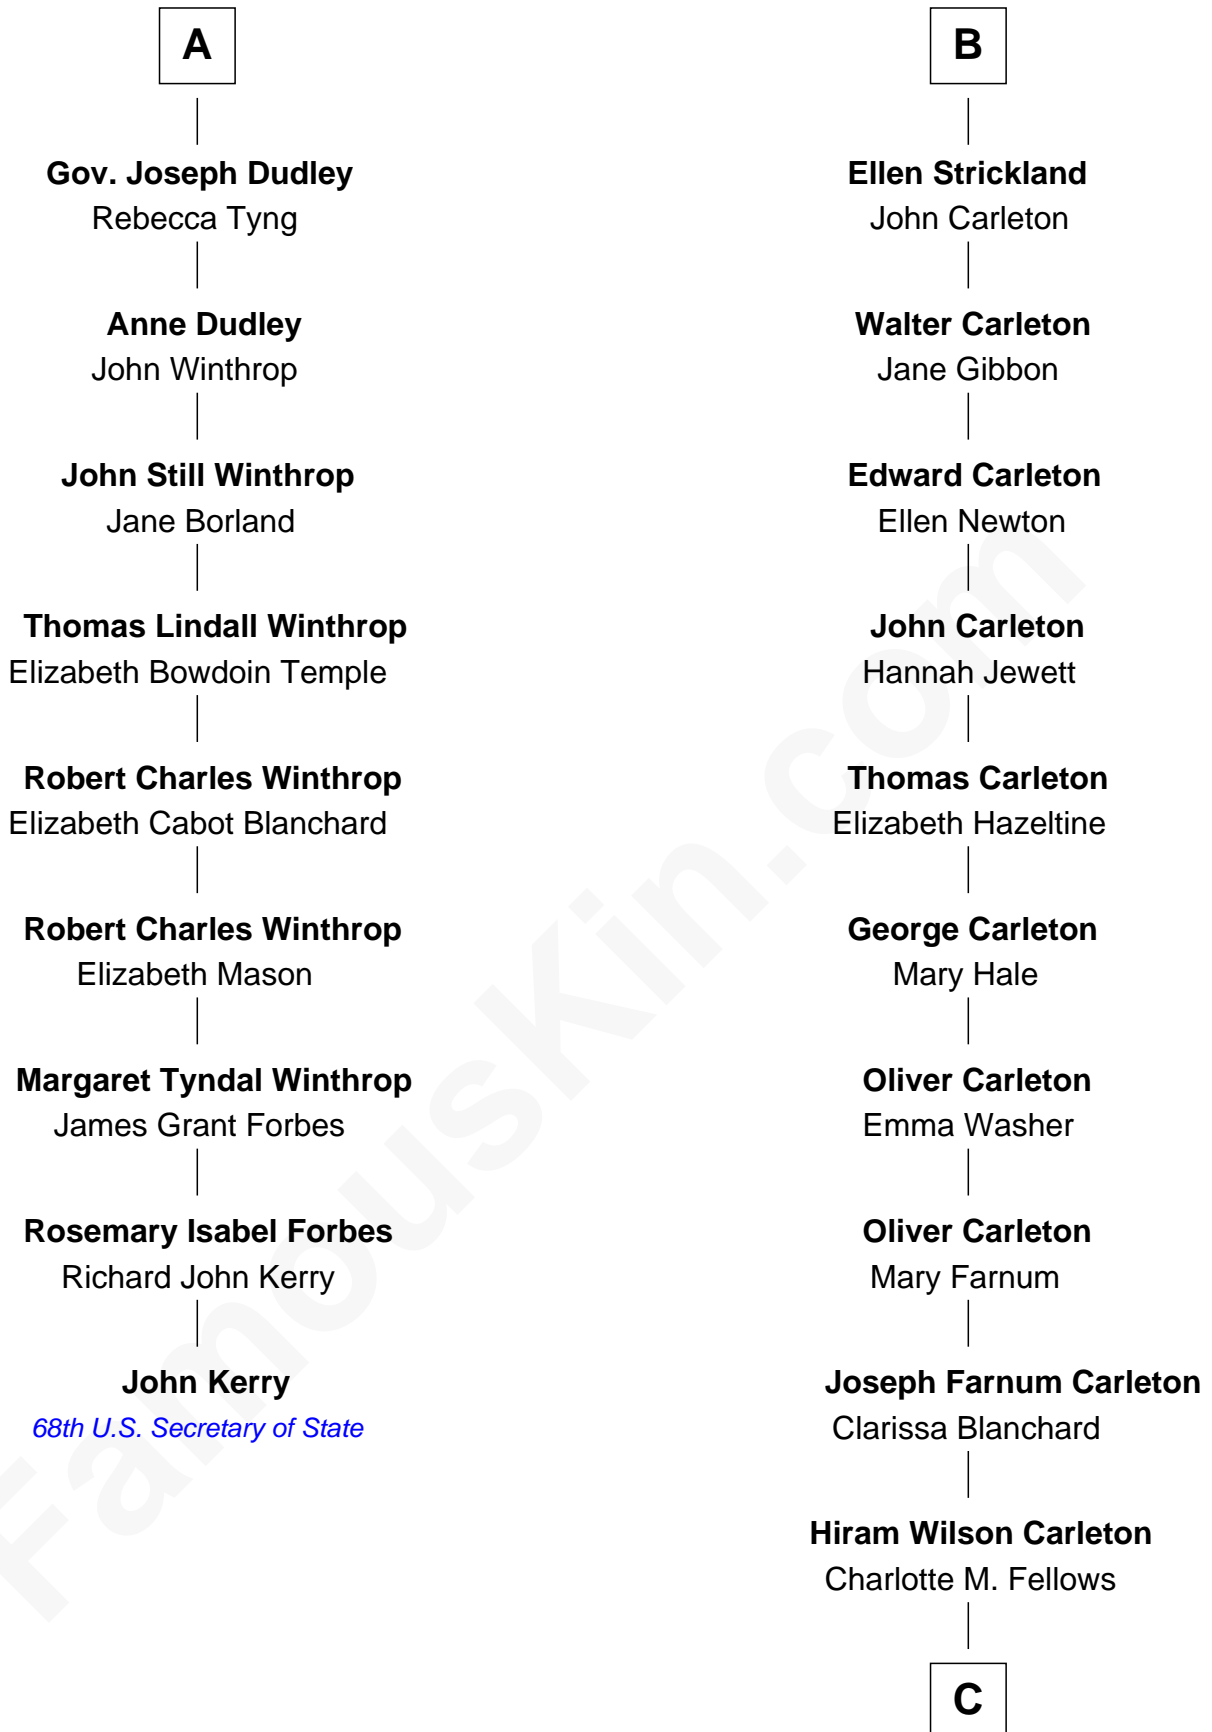 A
Gov. Joseph Dudley
Rebecca Tyng
Anne Dudley
John Winthrop
John Still Winthrop
Jane Borland
Thomas Lindall Winthrop
Elizabeth Bowdoin Temple
Robert Charles Winthrop
Elizabeth Cabot Blanchard
Robert Charles Winthrop
Elizabeth Mason
Margaret Tyndal Winthrop
James Grant Forbes
Rosemary Isabel Forbes
Richard John Kerry
John Kerry
68th U.S. Secretary of State
B
Ellen Strickland
John Carleton
Walter Carleton
Jane Gibbon
Edward Carleton
Ellen Newton
John Carleton
Hannah Jewett
Thomas Carleton
Elizabeth Hazeltine
George Carleton
Mary Hale
Oliver Carleton
Emma Washer
Oliver Carleton
Mary Farnum
Joseph Farnum Carleton
Clarissa Blanchard
Hiram Wilson Carleton
Charlotte M. Fellows
C
FamousKin.com